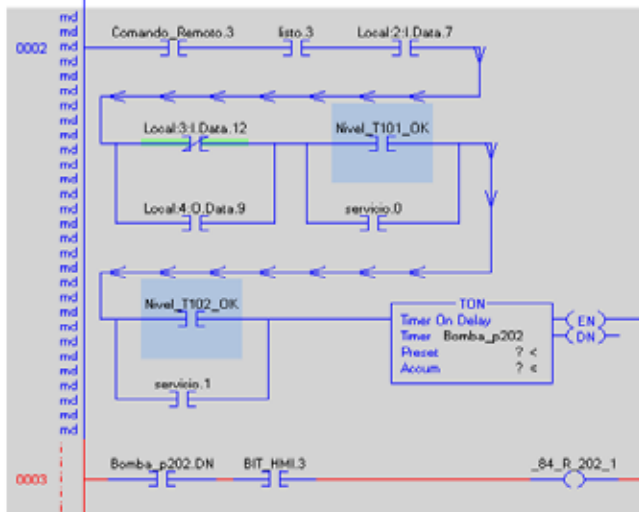 md
md
0002 md Comando_Remoto.3 listo.3 Local:2:I.Data.7
md
md
md
md
md Local:3:I.Data.12 Nivel_T101_OK
md
md
md
md
md Local:4:O.Data.9 servicio.0
md
md
md
md
md
md
md Nivel_T102_OK TON
md Timer On Delay EN
md Timer Bomba_p202 DN
md Preset ? <
md Accum ? <
md servicio.1
md
md
md
md
0003 Bomba_p202.DN BIT_HMI.3 _84_R_202_1